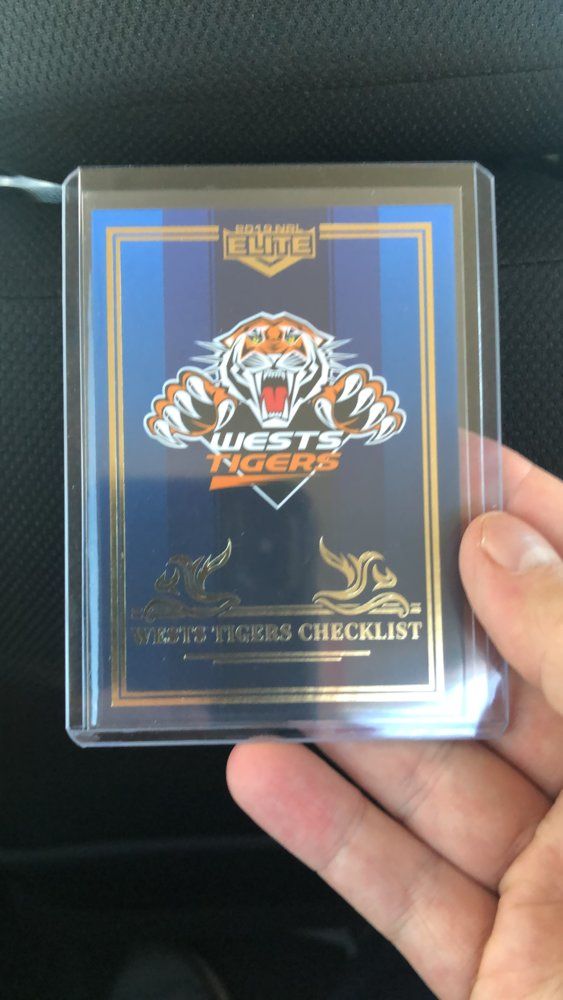 2019 NRL
ELITE
WESTS
TIGERS
WESTS TIGERS CHECKLIST